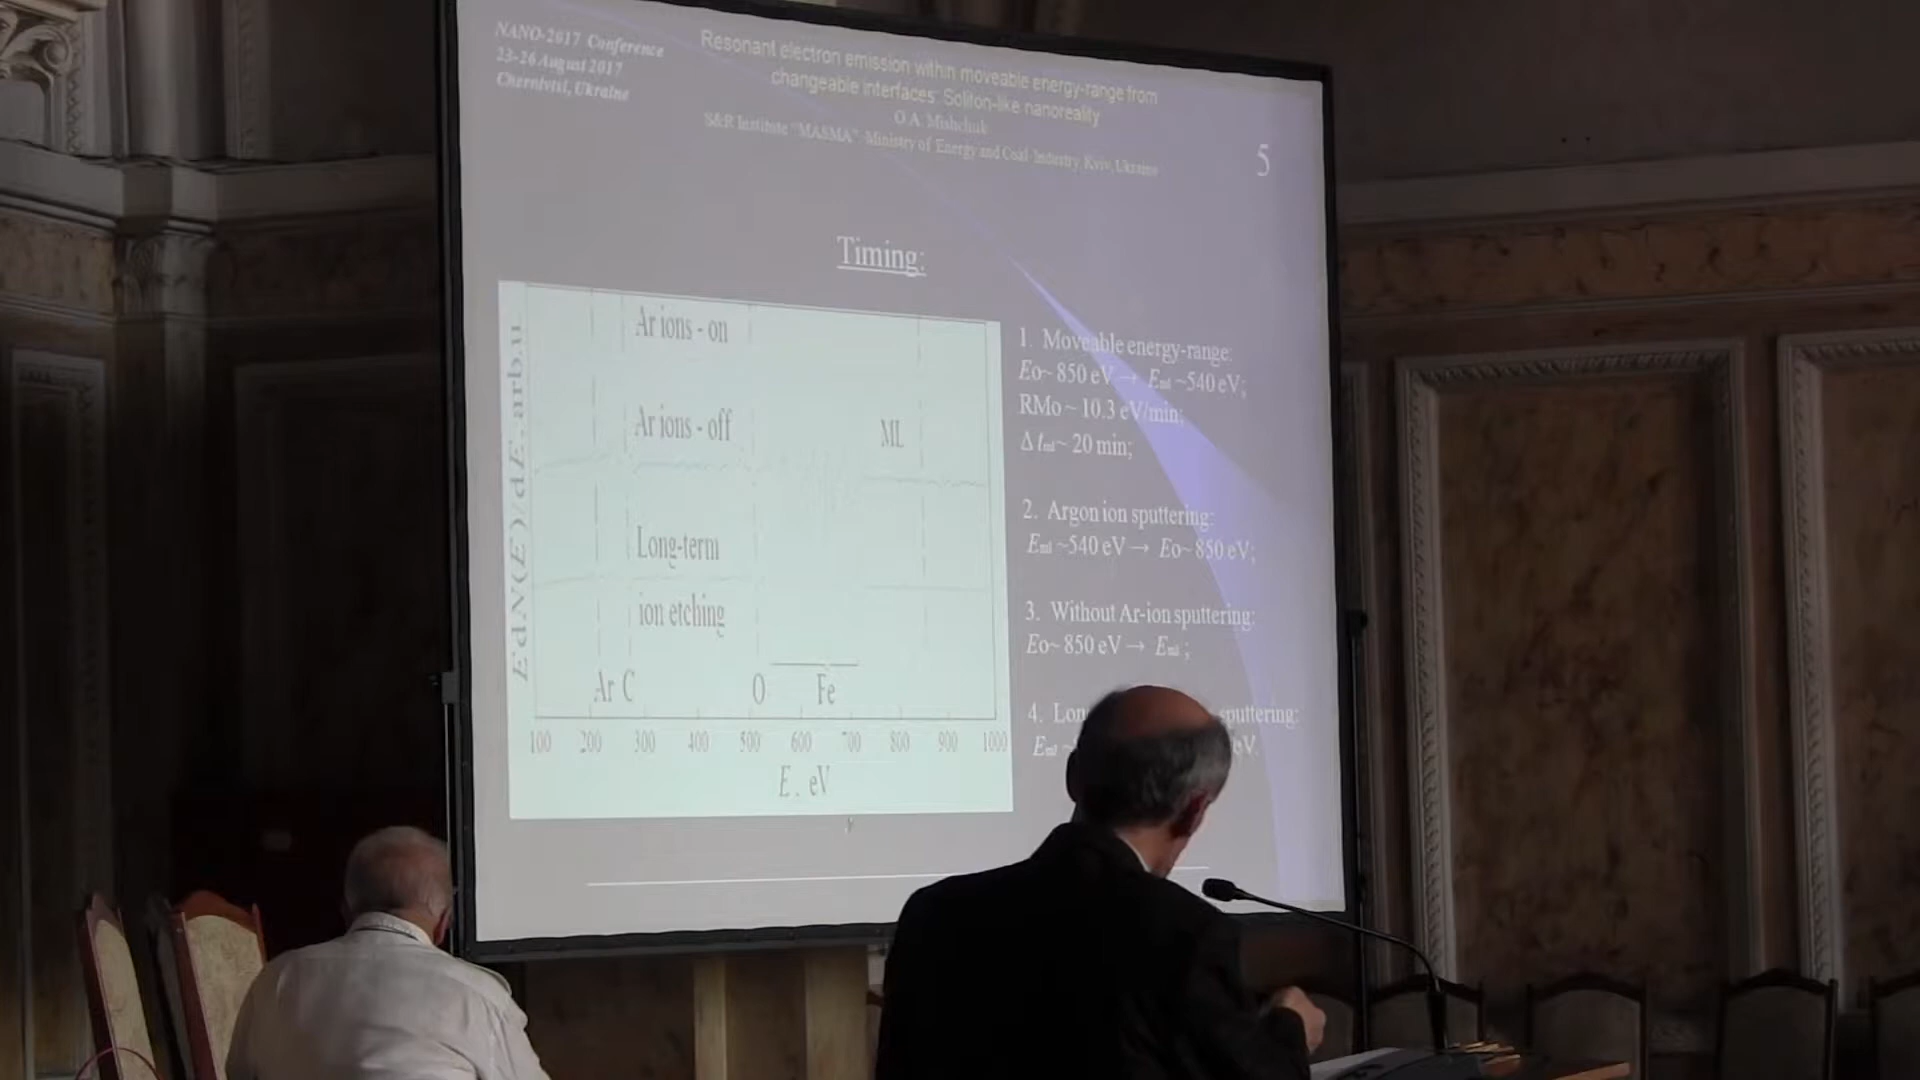 NANO-2017 Conference
23-26 August 2017
Chernivtsi, Ukraine
Resonant electron emission within moveable energy-range from
changeable interfaces: Soliton-like nanoreality
O.A. Mishchuk
S&R Institute "MASMA" Ministry of Energy and Coal Industry, Kyiv, Ukraine
5
Timing:
EdN(E)/dE, arb.u
Ar ions - on
Ar ions - off
ML
Long-term
ion etching
Ar C O Fe
100 200 300 400 500 600 700 800 900 1000
E, eV
1. Moveable energy-range:
Eo~ 850 eV → Eml ~540 eV;
RMo ~ 10.3 eV/min;
Δ tml~ 20 min;
2. Argon ion sputtering:
Eml ~540 eV → Eo~ 850 eV;
3. Without Ar-ion sputtering:
Eo~ 850 eV → Eml ;
4. sputtering:
Eml ~ eV.